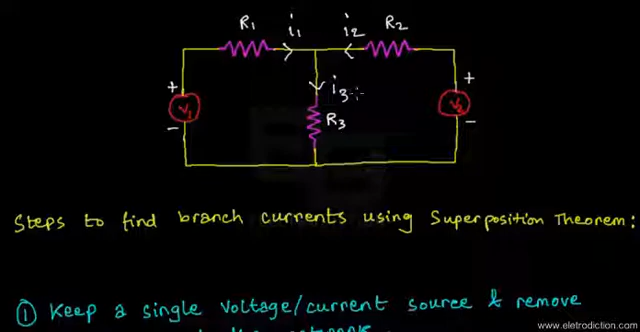 R1 i1 i2 R2
+ i3 +
V1 V2
- R3 -
Steps to find branch currents using Superposition Theorem:
① Keep a single voltage/current source & remove
www.eletrodiction.com